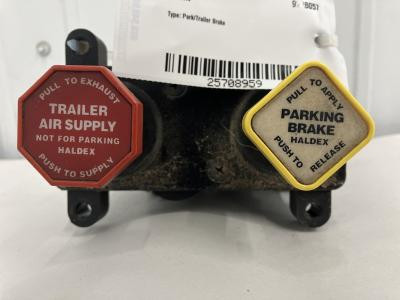 Type: Park/Trailer Brake
25708959
PULL TO EXHAUST
TRAILER
AIR SUPPLY
NOT FOR PARKING
HALDEX
PUSH TO SUPPLY
PULL TO APPLY
PARKING
BRAKE
HALDEX
PUSH TO RELEASE